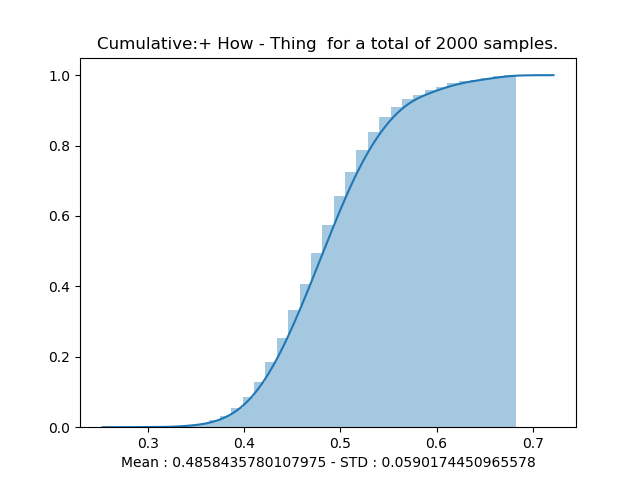 Cumulative:+ How - Thing  for a total of 2000 samples.
1.0
0.8
0.6
0.4
0.2
0.0
0.3 0.4 0.5 0.6 0.7
Mean : 0.4858435780107975 - STD : 0.0590174450965578